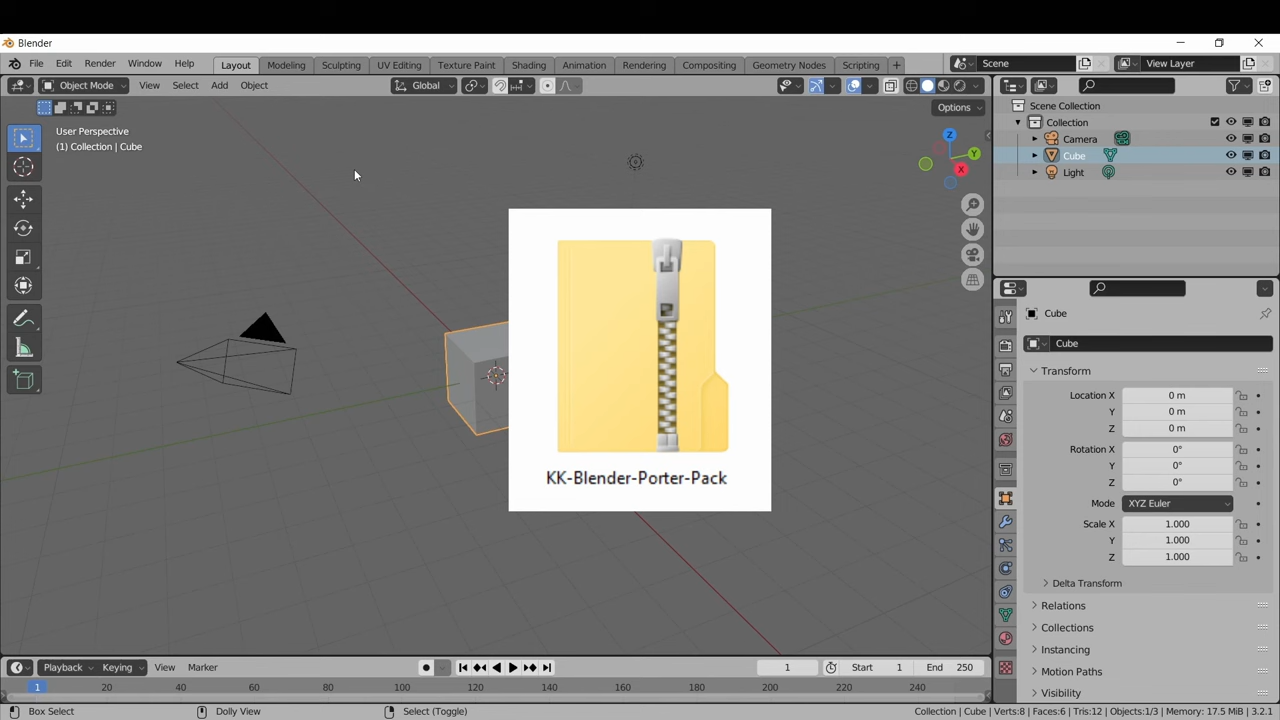 Blender
File Edit Render Window Help Layout Modeling Sculpting UV Editing Texture Paint Shading Animation Rendering Compositing Geometry Nodes Scripting + Scene View Layer
Object Mode View Select Add Object Global
Options
User Perspective
(1) Collection | Cube
Z
Y
X
Scene Collection
Collection
Camera
Cube
Light
KK-Blender-Porter-Pack
Cube
Cube
Transform
Location X 0 m
Y 0 m
Z 0 m
Rotation X 0°
Y 0°
Z 0°
Mode XYZ Euler
Scale X 1.000
Y 1.000
Z 1.000
Delta Transform
Relations
Collections
Instancing
Motion Paths
Visibility
Playback Keying View Marker 1 Start 1 End 250
1 20 40 60 80 100 120 140 160 180 200 220 240
Box Select Dolly View Select (Toggle) Collection | Cube | Verts:8 | Faces:6 | Tris:12 | Objects:1/3 | Memory: 17.5 MiB | 3.2.1